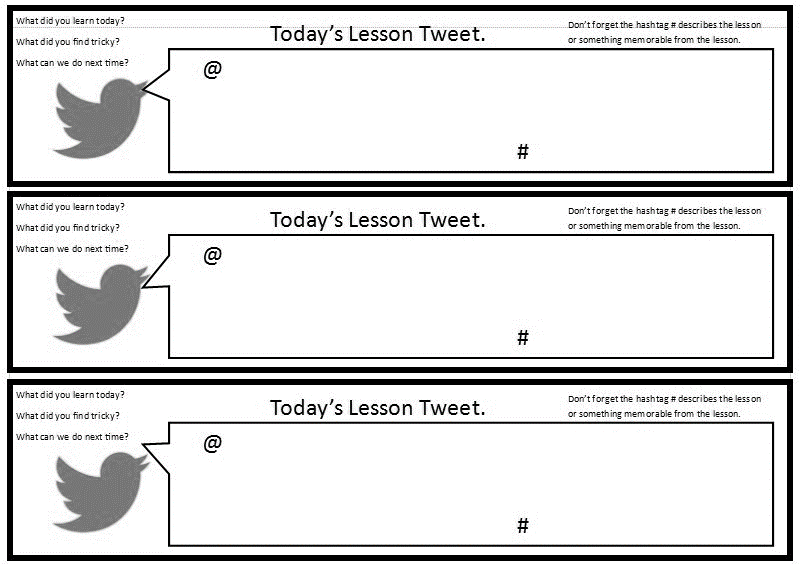 What did you learn today?
What did you find tricky?
What can we do next time?
Today's Lesson Tweet.
Don't forget the hashtag # describes the lesson
or something memorable from the lesson.
@
#
What did you learn today?
What did you find tricky?
What can we do next time?
Today's Lesson Tweet.
Don't forget the hashtag # describes the lesson
or something memorable from the lesson.
@
#
What did you learn today?
What did you find tricky?
What can we do next time?
Today's Lesson Tweet.
Don't forget the hashtag # describes the lesson
or something memorable from the lesson.
@
#